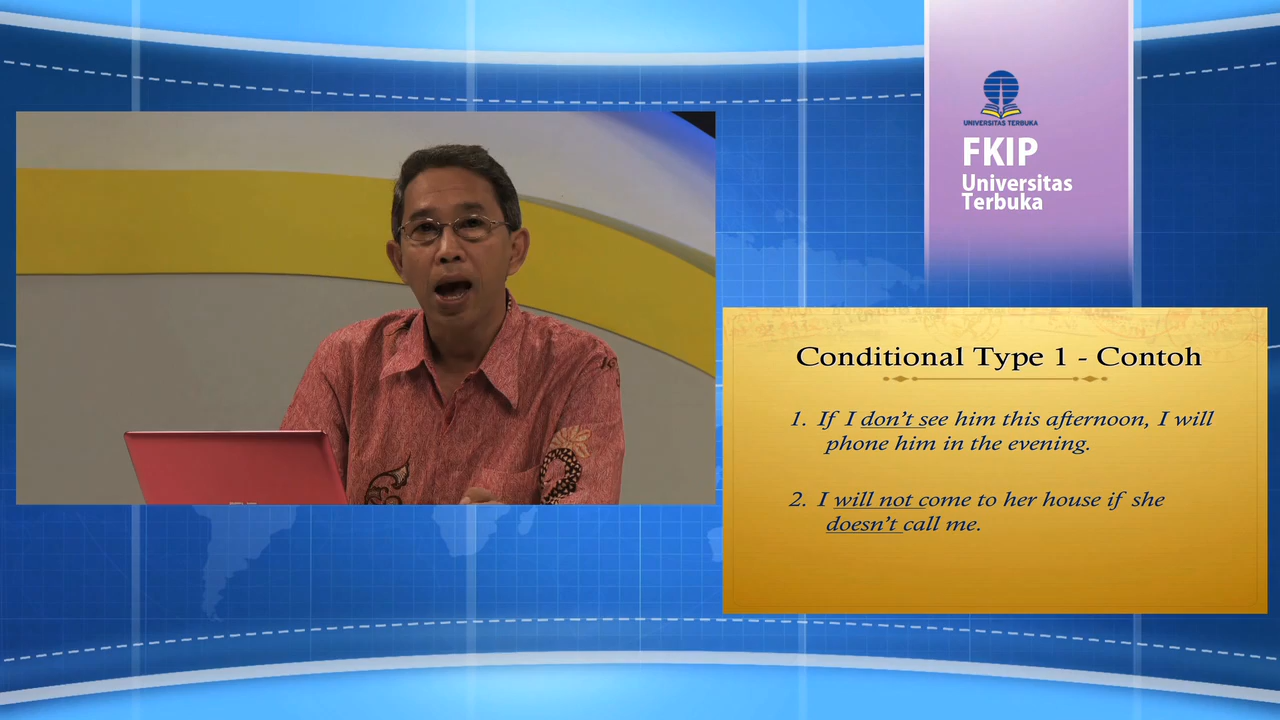 UNIVERSITAS TERBUKA
FKIP
Universitas
Terbuka
Conditional Type 1 - Contoh
1. If I don't see him this afternoon, I will
phone him in the evening.
2. I will not come to her house if she
doesn't call me.